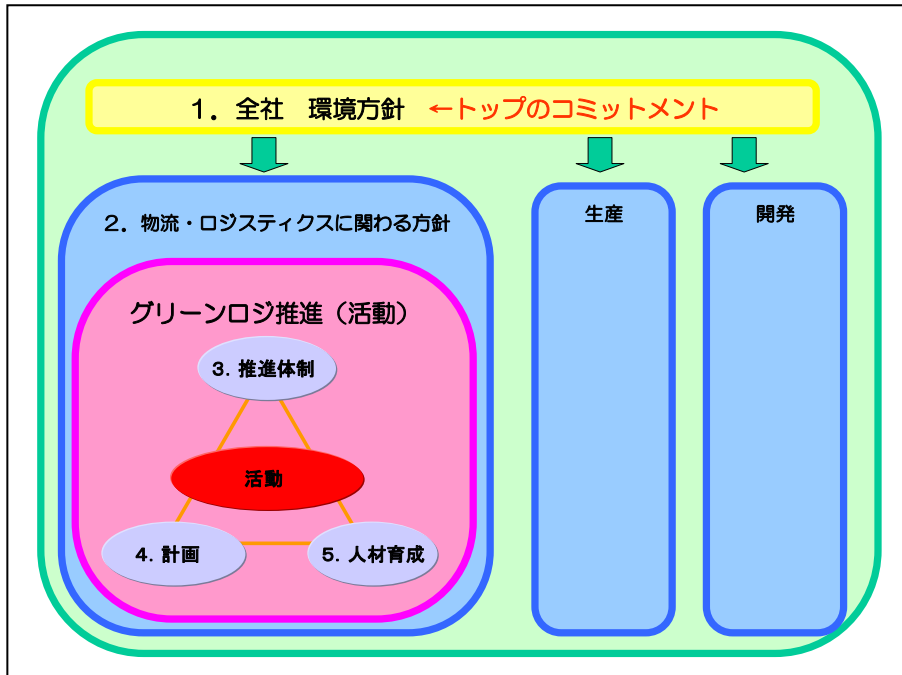 １．全社　環境方針　←トップのコミットメント
２．物流・ロジスティクスに関わる方針
生産
開発
グリーンロジ推進（活動）
３．推進体制
活動
４．計画
５．人材育成